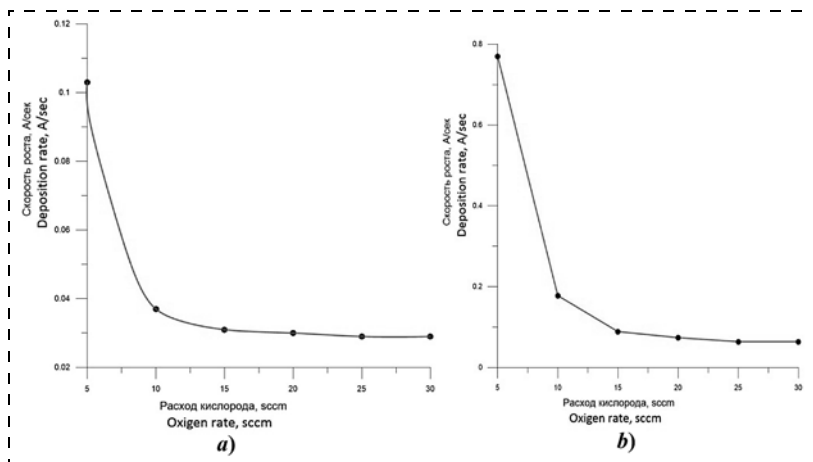 0.12
0.1
0.08
0.06
0.04
0.02
Скорость роста, А/сек
Deposition rate, A/sec
5
10
15
20
25
30
Расход кислорода, sccm
Oxigen rate, sccm
a)
0.8
0.6
0.4
0.2
0
Скорость роста, А/сек
Deposition rate, A/sec
5
10
15
20
25
30
Расход кислорода, sccm
Oxigen rate, sccm
b)